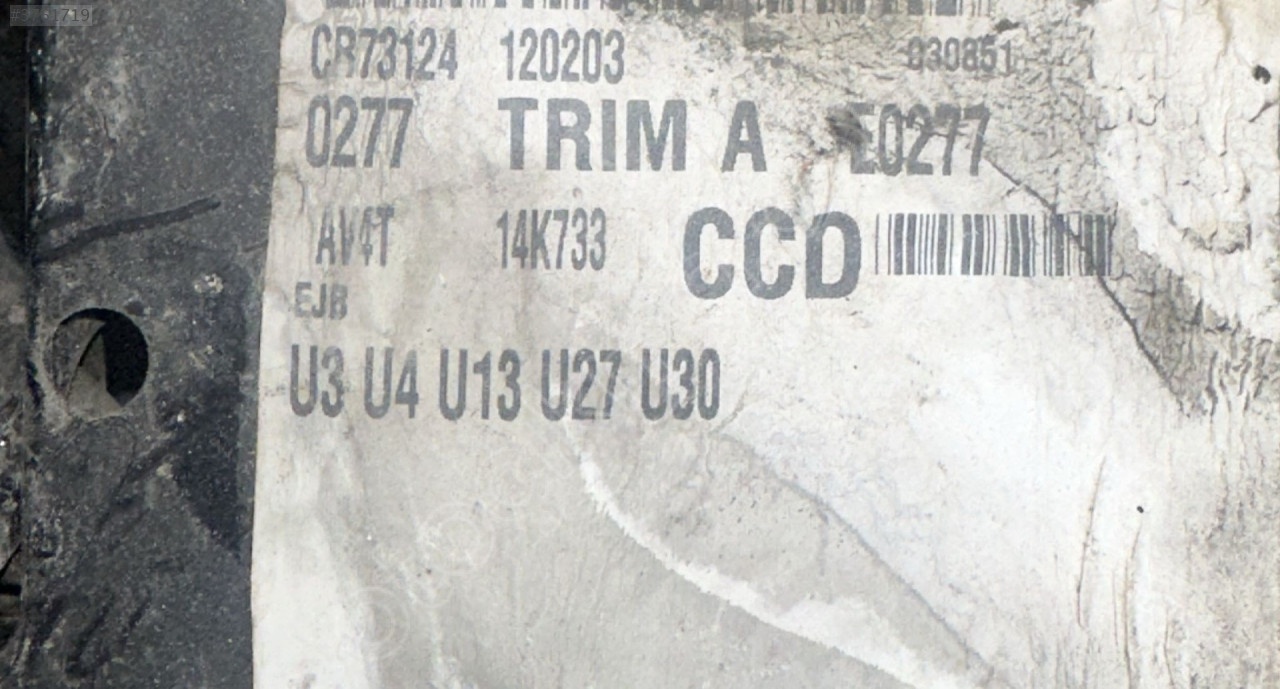 CR73124 120203 030851
0277 TRIM A E0277
AV4T 14K733 CCD
EJB
U3 U4 U13 U27 U30